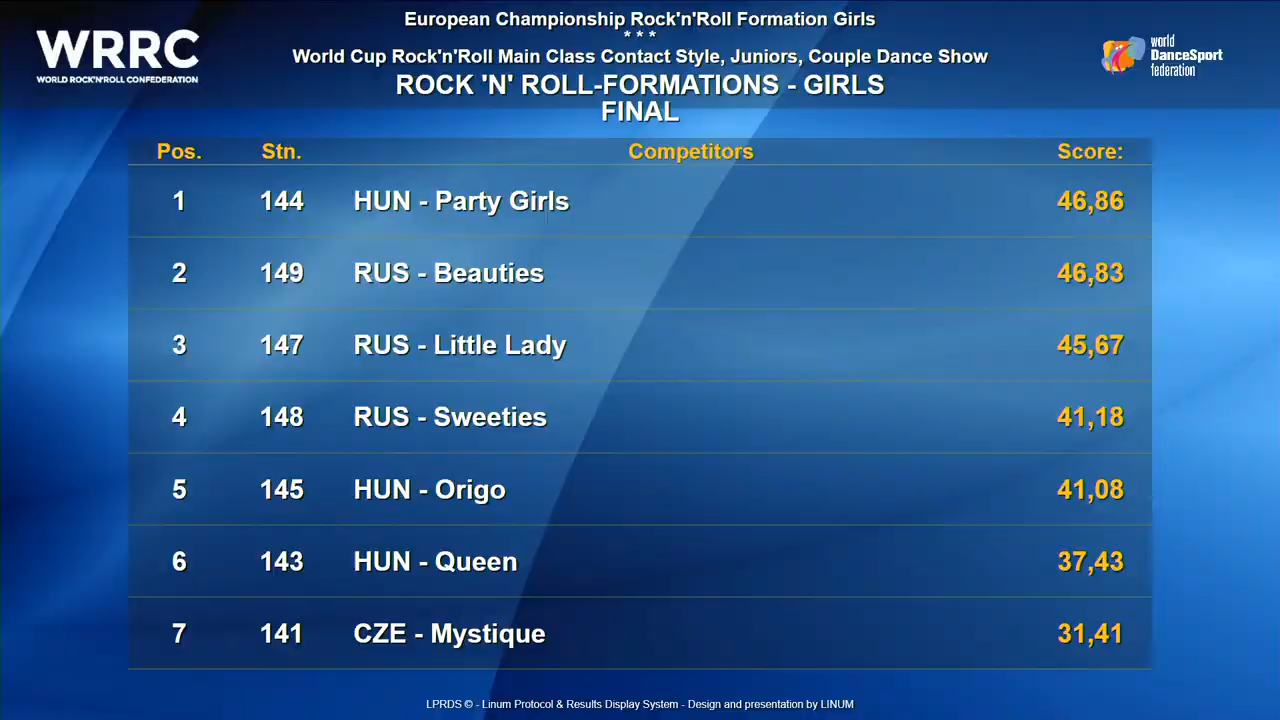 WRRC
WORLD ROCK'N'ROLL CONFEDERATION
European Championship Rock'n'Roll Formation Girls
* * *
World Cup Rock'n'Roll Main Class Contact Style, Juniors, Couple Dance Show
ROCK 'N' ROLL-FORMATIONS - GIRLS
FINAL
world
DanceSport
federation
Pos. Stn. Competitors Score:
1 144 HUN - Party Girls 46,86
2 149 RUS - Beauties 46,83
3 147 RUS - Little Lady 45,67
4 148 RUS - Sweeties 41,18
5 145 HUN - Origo 41,08
6 143 HUN - Queen 37,43
7 141 CZE - Mystique 31,41
LPRDS © - Linum Protocol & Results Display System - Design and presentation by LINUM